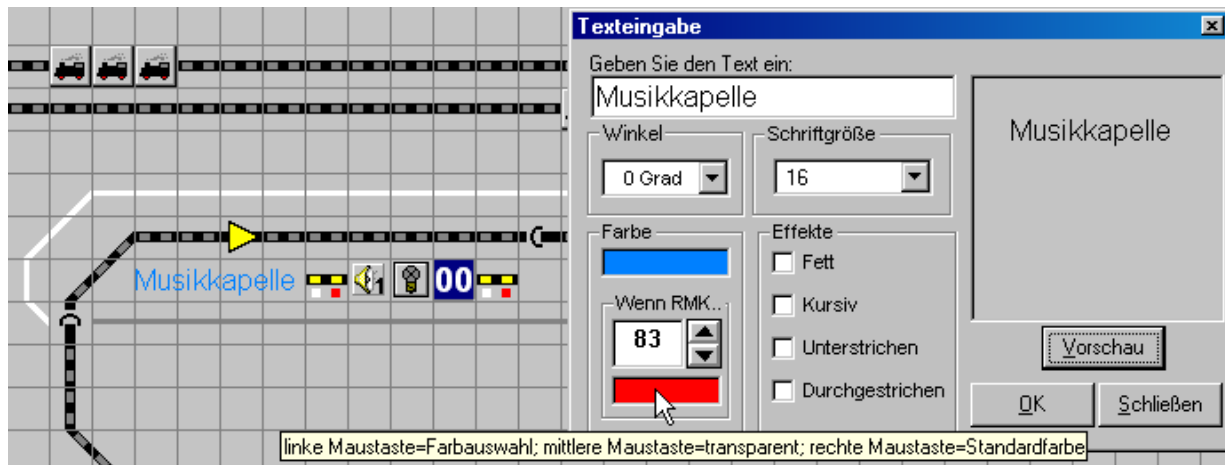 Texteingabe
Geben Sie den Text ein:
Musikkapelle
Musikkapelle
Winkel
Schriftgröße
0 Grad
16
Farbe
Effekte
Fett
Wenn RMK..
Kursiv
83
Unterstrichen
Vorschau
Durchgestrichen
OK
Schließen
Musikkapelle
1
00
linke Maustaste=Farbauswahl; mittlere Maustaste=transparent; rechte Maustaste=Standardfarbe